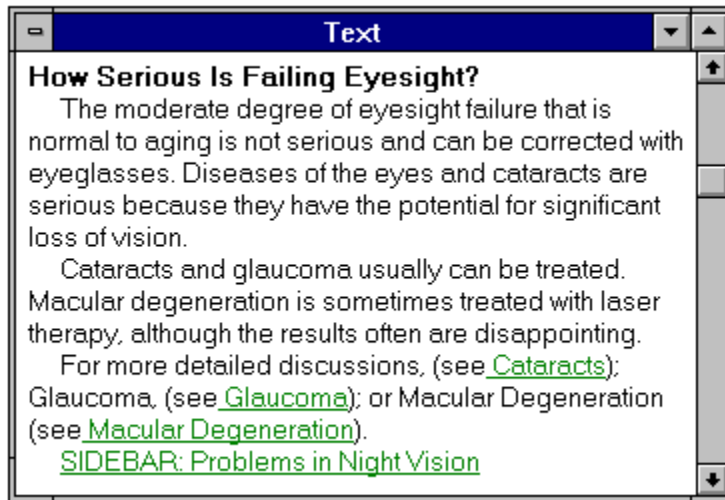 Text
How Serious Is Failing Eyesight?
The moderate degree of eyesight failure that is
normal to aging is not serious and can be corrected with
eyeglasses. Diseases of the eyes and cataracts are
serious because they have the potential for significant
loss of vision.
Cataracts and glaucoma usually can be treated.
Macular degeneration is sometimes treated with laser
therapy, although the results often are disappointing.
For more detailed discussions, (see Cataracts);
Glaucoma, (see Glaucoma); or Macular Degeneration
(see Macular Degeneration).
SIDEBAR: Problems in Night Vision